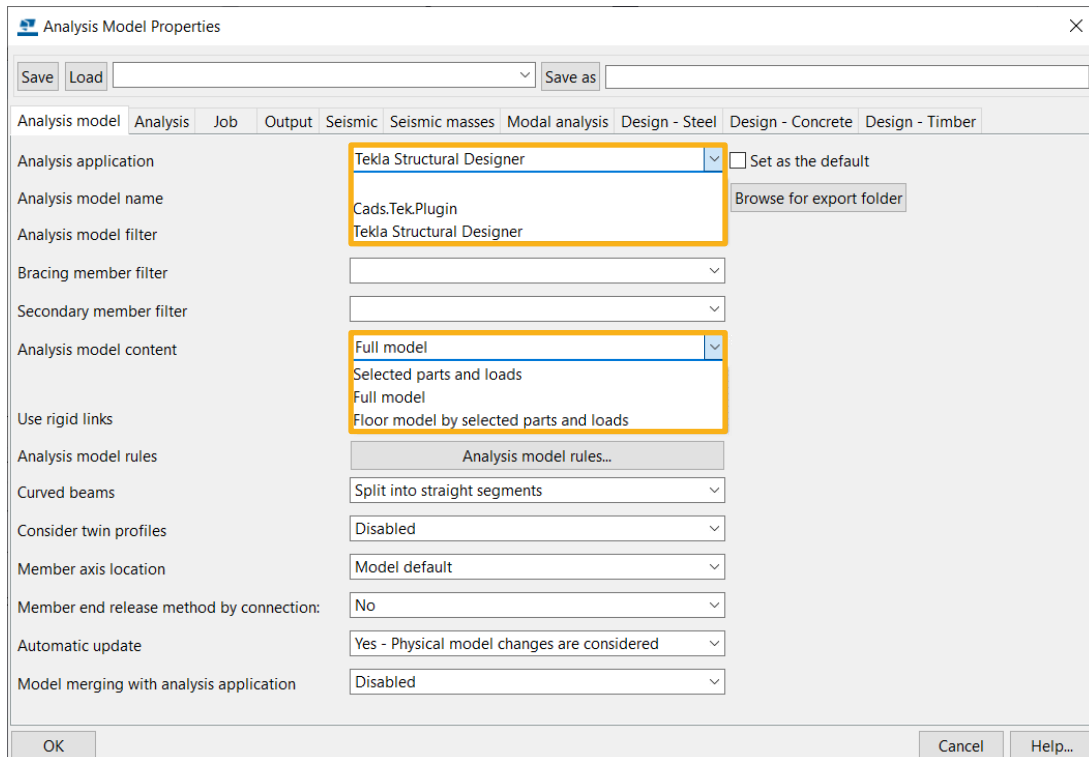 Analysis Model Properties
Save Load Save as
Analysis model Analysis Job Output Seismic Seismic masses Modal analysis Design - Steel Design - Concrete Design - Timber
Analysis application Tekla Structural Designer Set as the default
Analysis model name Browse for export folder
Cads.Tek.Plugin
Analysis model filter Tekla Structural Designer
Bracing member filter
Secondary member filter
Analysis model content Full model
Selected parts and loads
Full model
Use rigid links Floor model by selected parts and loads
Analysis model rules Analysis model rules...
Curved beams Split into straight segments
Consider twin profiles Disabled
Member axis location Model default
Member end release method by connection: No
Automatic update Yes - Physical model changes are considered
Model merging with analysis application Disabled
OK Cancel Help...